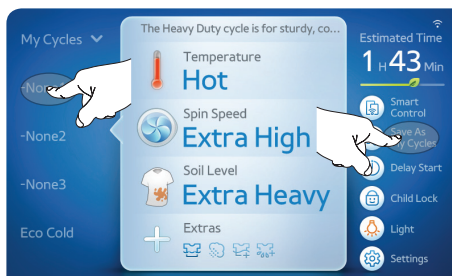 The Heavy Duty cycle is for sturdy, co...
My Cycles
-None2
-None3
Eco Cold
Temperature
Hot
Spin Speed
Extra High
Soil Level
Extra Heavy
Extras
Estimated Time
1 H 43 Min
Smart
Control
Save As
My Cycles
Delay Start
Child Lock
Light
Settings